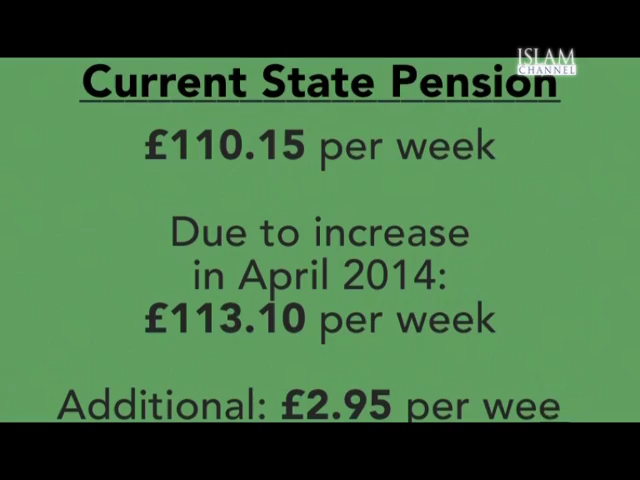 ISLAM
CHANNEL
Current State Pension
£110.15 per week
Due to increase
in April 2014:
£113.10 per week
Additional: £2.95 per wee